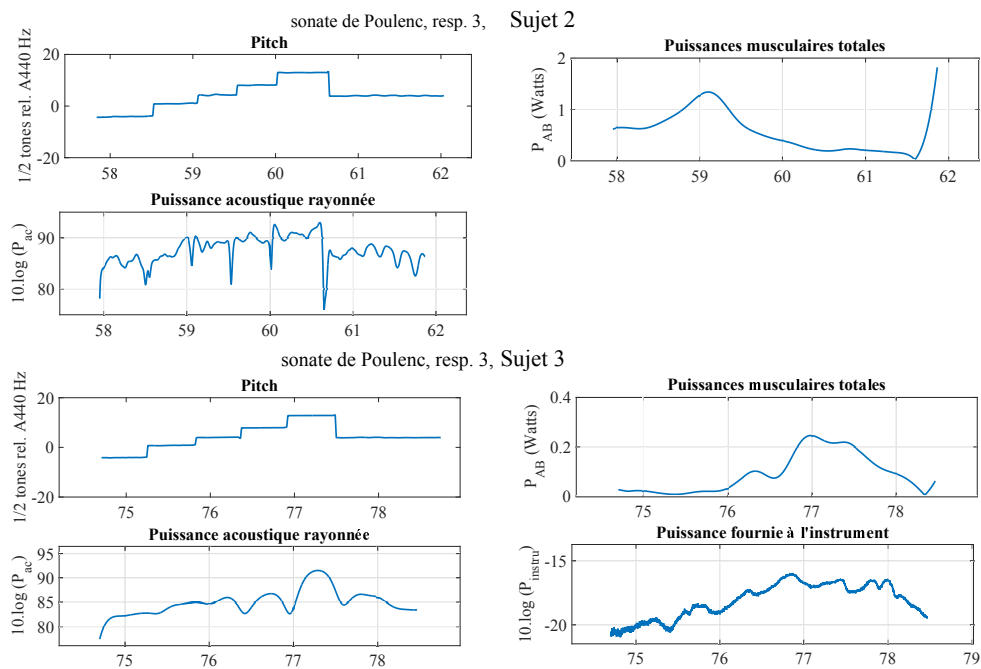 sonate de Poulenc, resp. 3, Sujet 2
Pitch
1/2 tones rel. A440 Hz
20
0
-20
58 59 60 61 62
Puissances musculaires totales
P_AB (Watts)
2
1
0
58 59 60 61 62
Puissance acoustique rayonnée
10.log (P_ac)
90
80
58 59 60 61 62
sonate de Poulenc, resp. 3, Sujet 3
Pitch
1/2 tones rel. A440 Hz
20
0
-20
75 76 77 78
Puissances musculaires totales
P_AB (Watts)
0.4
0.2
0
75 76 77 78
Puissance acoustique rayonnée
10.log (P_ac)
95
90
85
80
75 76 77 78
Puissance fournie à l'instrument
10.log (P_instru)
-15
-20
75 76 77 78 79